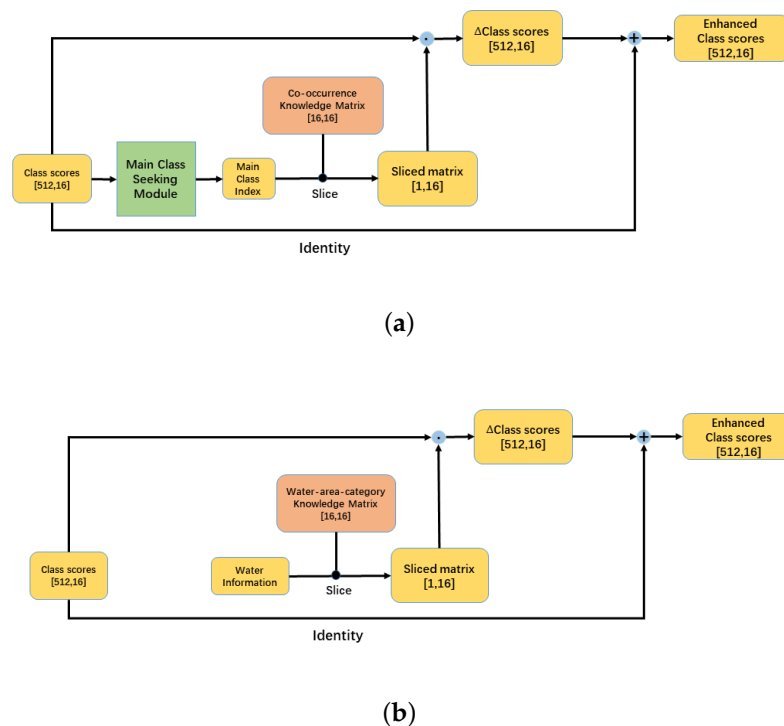 ΔClass scores
[512,16]
Enhanced
Class scores
[512,16]
Co-occurrence
Knowledge Matrix
[16,16]
Class scores
[512,16]
Main Class
Seeking
Module
Main
Class
Index
Slice
Sliced matrix
[1,16]
Identity
(a)
ΔClass scores
[512,16]
Enhanced
Class scores
[512,16]
Water-area-category
Knowledge Matrix
[16,16]
Class scores
[512,16]
Water
Information
Slice
Sliced matrix
[1,16]
Identity
(b)